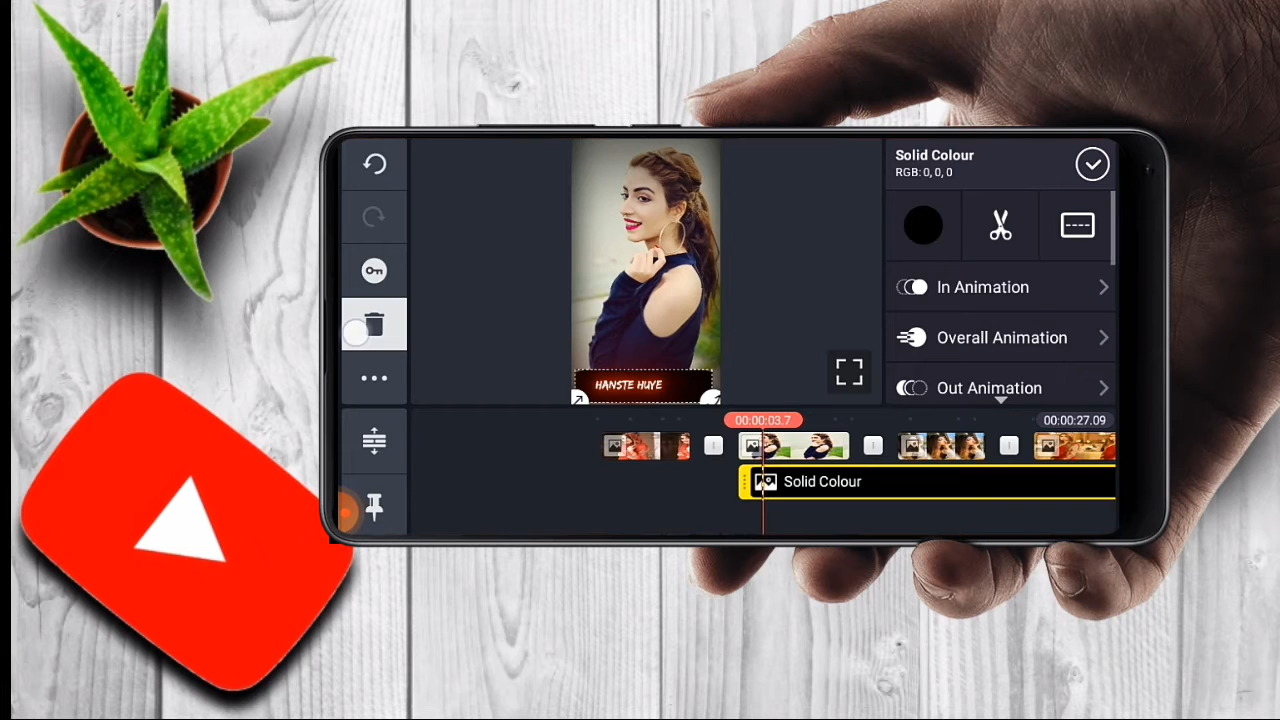 Solid Colour
RGB: 0, 0, 0
In Animation
Overall Animation
Out Animation
HANSTE HUYE
00:00:03.7
00:00:27.09
Solid Colour